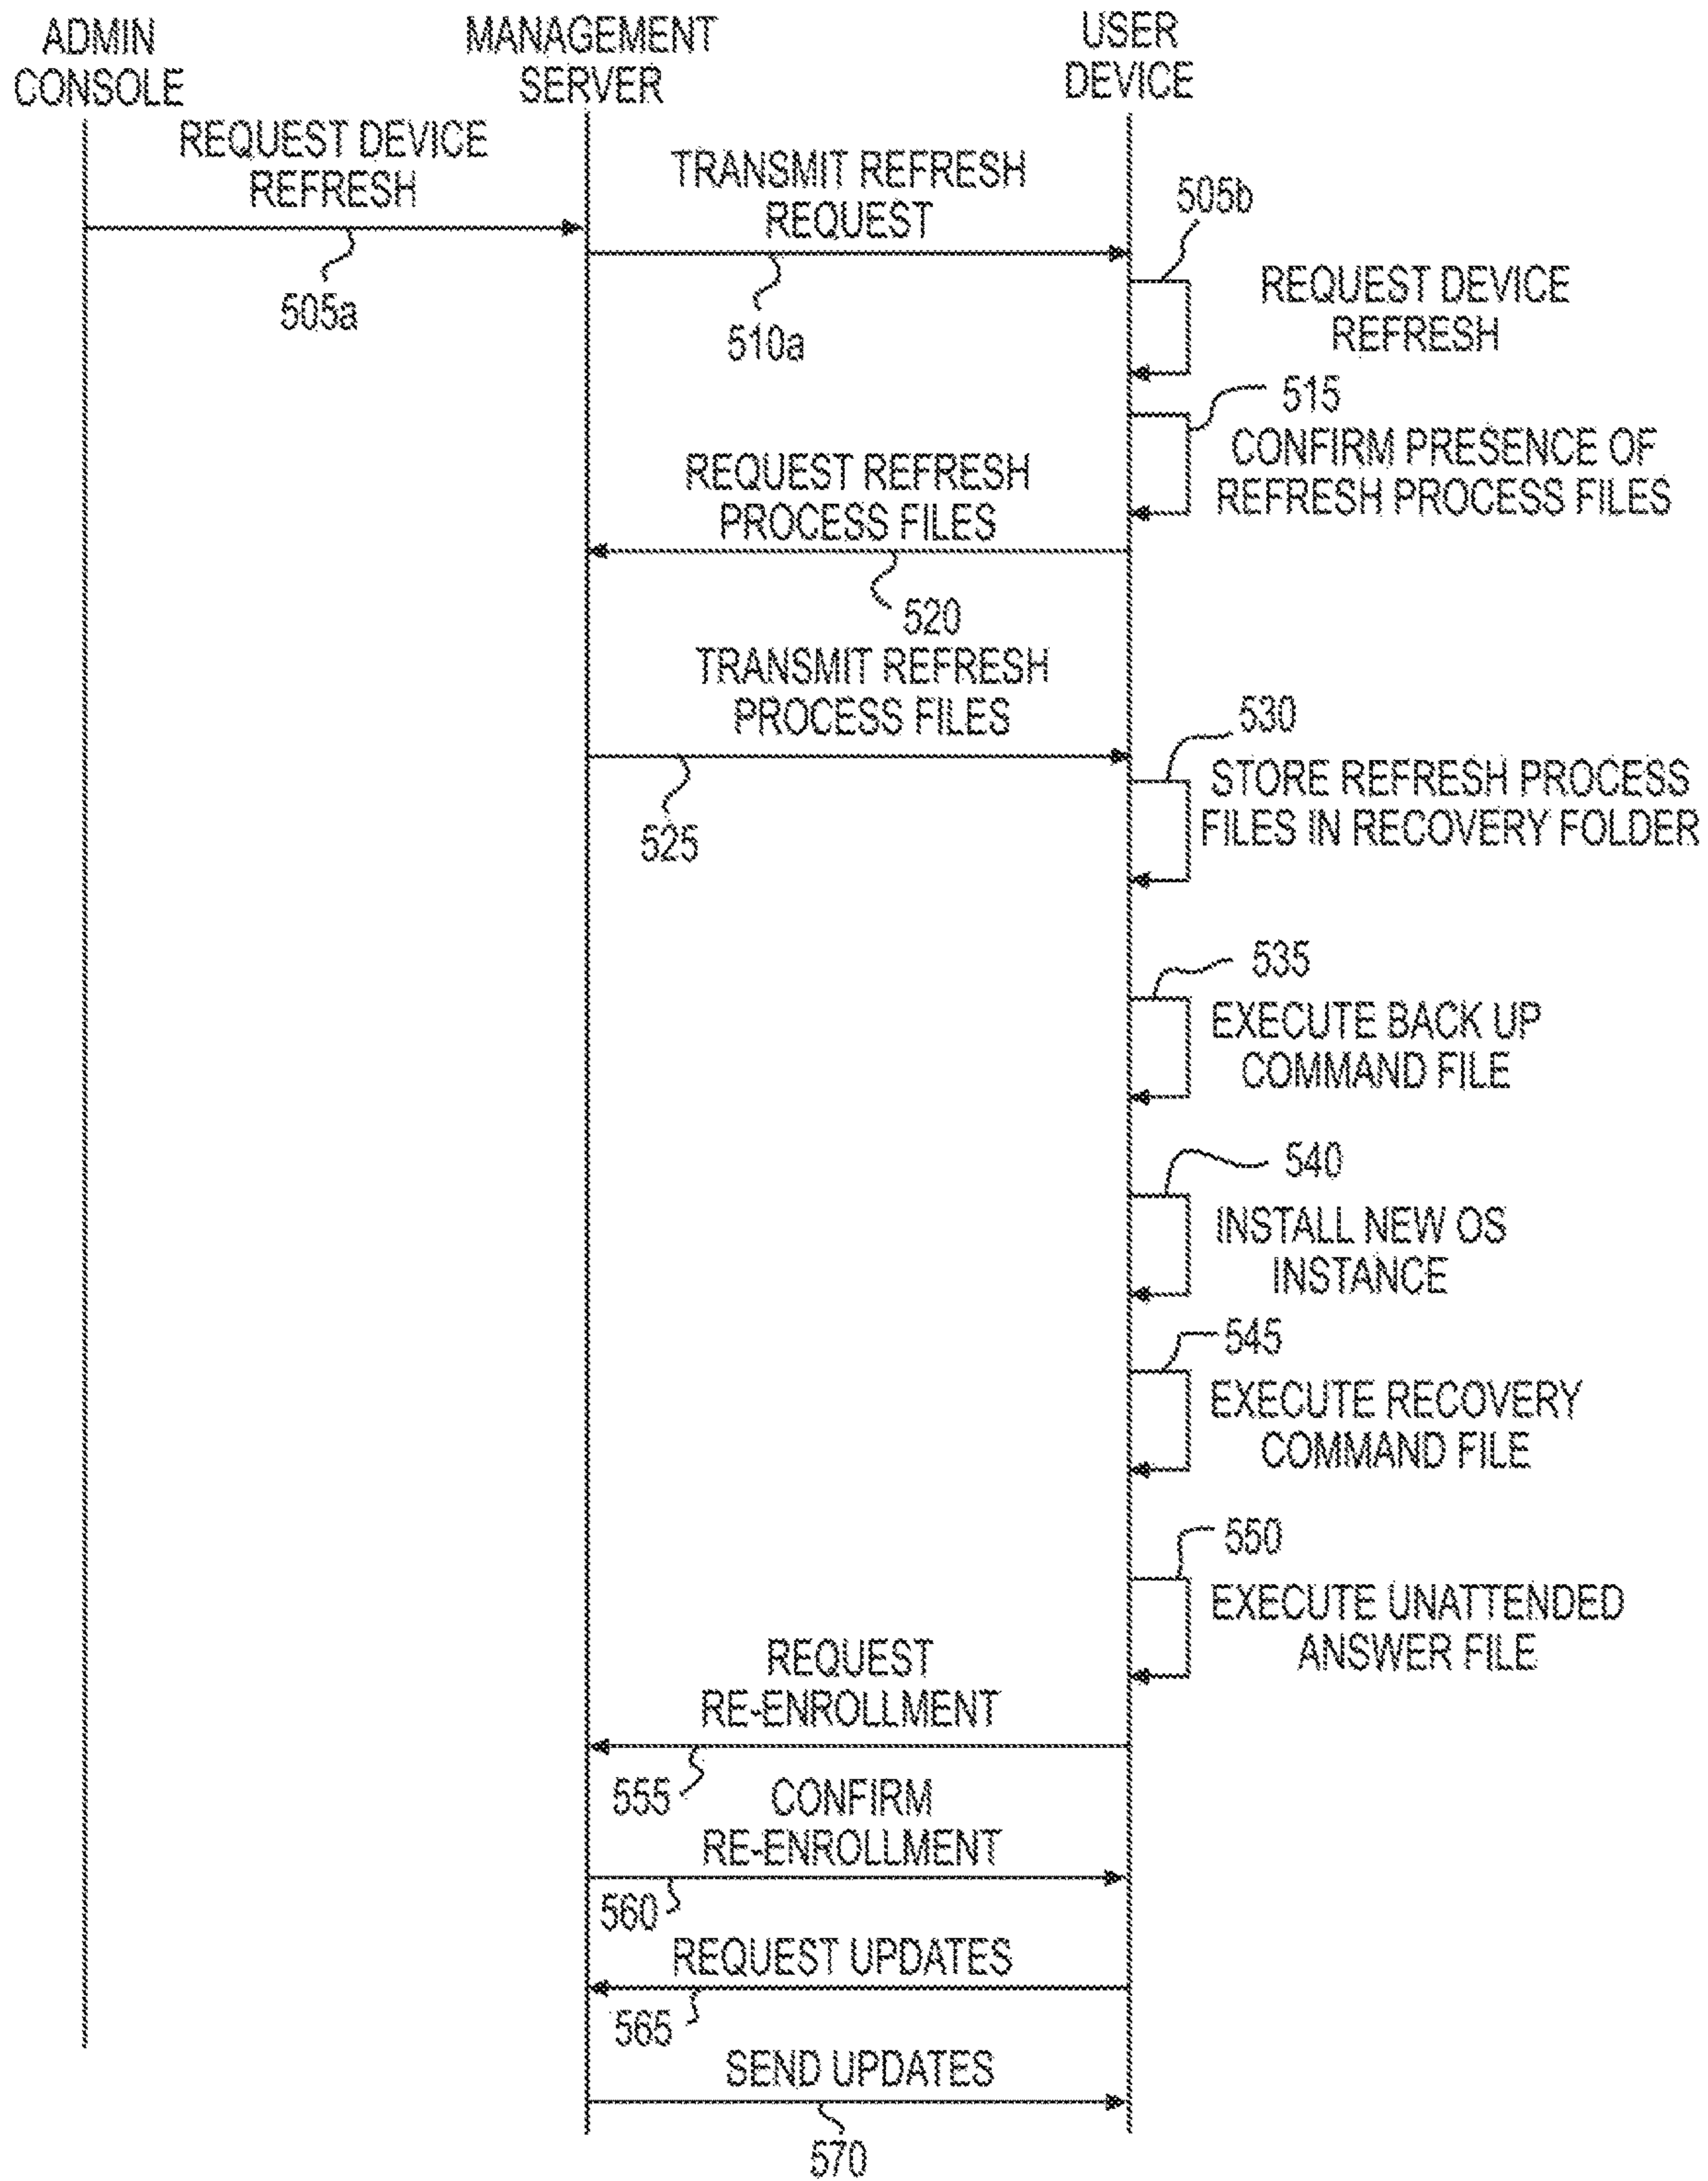 ADMIN
CONSOLE
MANAGEMENT
SERVER
USER
DEVICE
REQUEST DEVICE
REFRESH
505a
TRANSMIT REFRESH
REQUEST
510a
505b
REQUEST DEVICE
REFRESH
515
CONFIRM PRESENCE OF
REFRESH PROCESS FILES
REQUEST REFRESH
PROCESS FILES
520
TRANSMIT REFRESH
PROCESS FILES
525
530
STORE REFRESH PROCESS
FILES IN RECOVERY FOLDER
535
EXECUTE BACK UP
COMMAND FILE
540
INSTALL NEW OS
INSTANCE
545
EXECUTE RECOVERY
COMMAND FILE
550
EXECUTE UNATTENDED
ANSWER FILE
REQUEST
RE-ENROLLMENT
555
CONFIRM
RE-ENROLLMENT
560
REQUEST UPDATES
565
SEND UPDATES
570